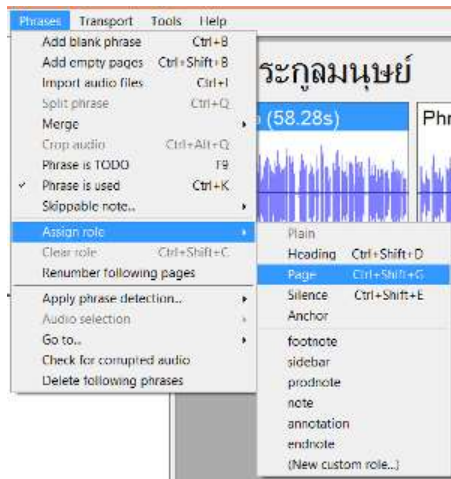 Phrases Transport Tools Help
Add blank phrase Ctrl+B
Add empty pages Ctrl+Shift+B
Import audio files Ctrl+I
Split phrase Ctrl+Q
Merge
Crop audio Ctrl+Alt+Q
Phrase is TODO F9
✓ Phrase is used Ctrl+K
Skippable note..
Assign role
Clear role Ctrl+Shift+C
Renumber following pages
Apply phrase detection..
Audio selection
Go to..
Check for corrupted audio
Delete following phrases
ระกูลมนุษย์
(58.28s)
Phr
Plain
Heading Ctrl+Shift+D
Page Ctrl+Shift+G
Silence Ctrl+Shift+E
Anchor
footnote
sidebar
prodnote
note
annotation
endnote
(New custom role..)